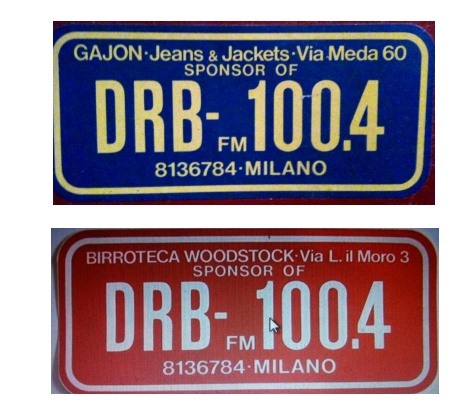 GAJON·Jeans & Jackets·Via Meda 60
SPONSOR OF
DRB- FM 100.4
8136784·MILANO
BIRROTECA WOODSTOCK·Via L. il Moro 3
SPONSOR OF
DRB- FM 100.4
8136784·MILANO